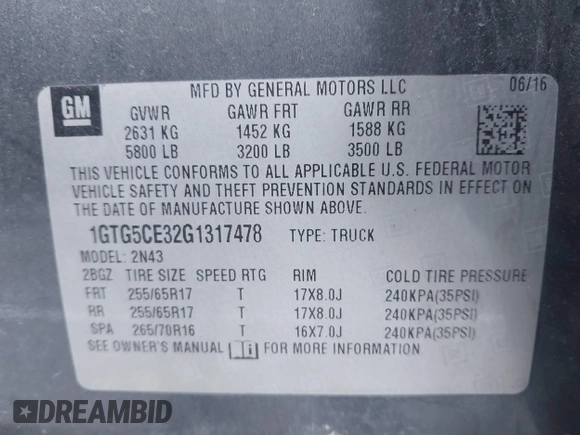 GM
MFD BY GENERAL MOTORS LLC 06/16
GVWR GAWR FRT GAWR RR
2631 KG 1452 KG 1588 KG
5800 LB 3200 LB 3500 LB
THIS VEHICLE CONFORMS TO ALL APPLICABLE U.S. FEDERAL MOTOR
VEHICLE SAFETY AND THEFT PREVENTION STANDARDS IN EFFECT ON
THE DATE OF MANUFACTURE SHOWN ABOVE.
1GTG5CE32G1317478 TYPE: TRUCK
MODEL: 2N43
2BGZ TIRE SIZE SPEED RTG RIM COLD TIRE PRESSURE
FRT 255/65R17 T 17X8.0J 240KPA(35PSI)
RR 255/65R17 T 17X8.0J 240KPA(35PSI)
SPA 265/70R16 T 16X7.0J 240KPA(35PSI)
SEE OWNER'S MANUAL FOR MORE INFORMATION
DREAMBID